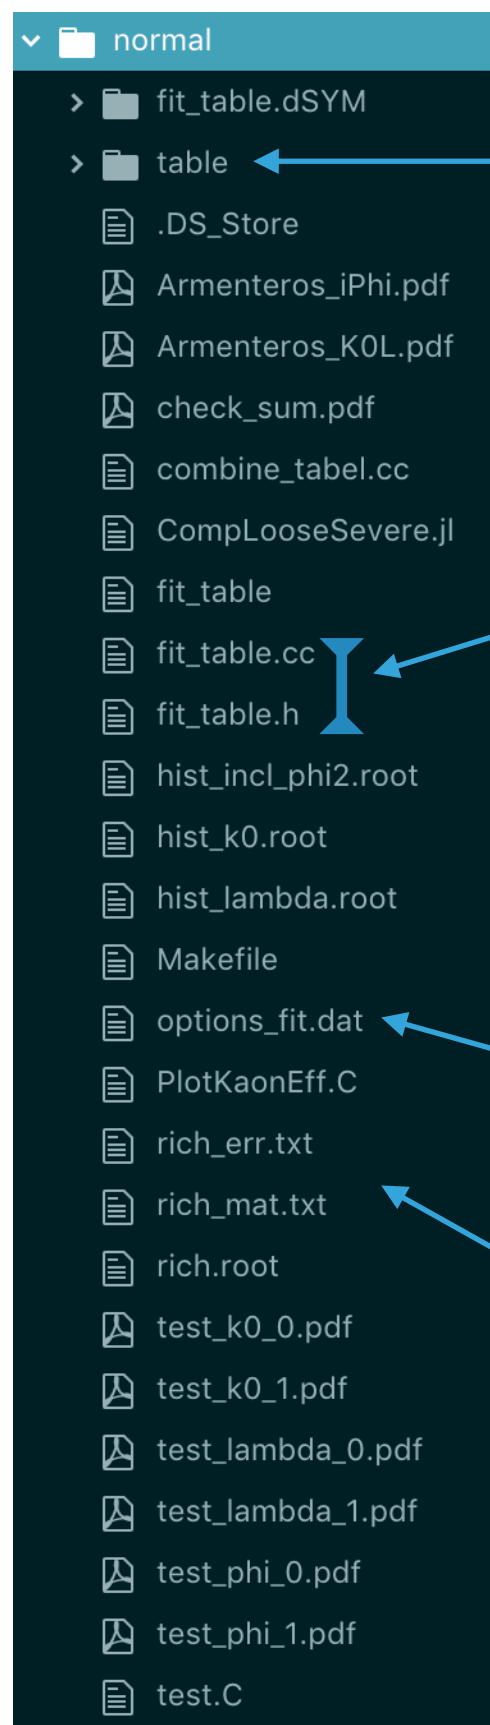 normal
fit_table.dSYM
table
.DS_Store
Armenteros_iPhi.pdf
Armenteros_K0L.pdf
check_sum.pdf
combine_tabel.cc
CompLooseSevere.jl
fit_table
fit_table.cc
fit_table.h
hist_incl_phi2.root
hist_k0.root
hist_lambda.root
Makefile
options_fit.dat
PlotKaonEff.C
rich_err.txt
rich_mat.txt
rich.root
test_k0_0.pdf
test_k0_1.pdf
test_lambda_0.pdf
test_lambda_1.pdf
test_phi_0.pdf
test_phi_1.pdf
test.C